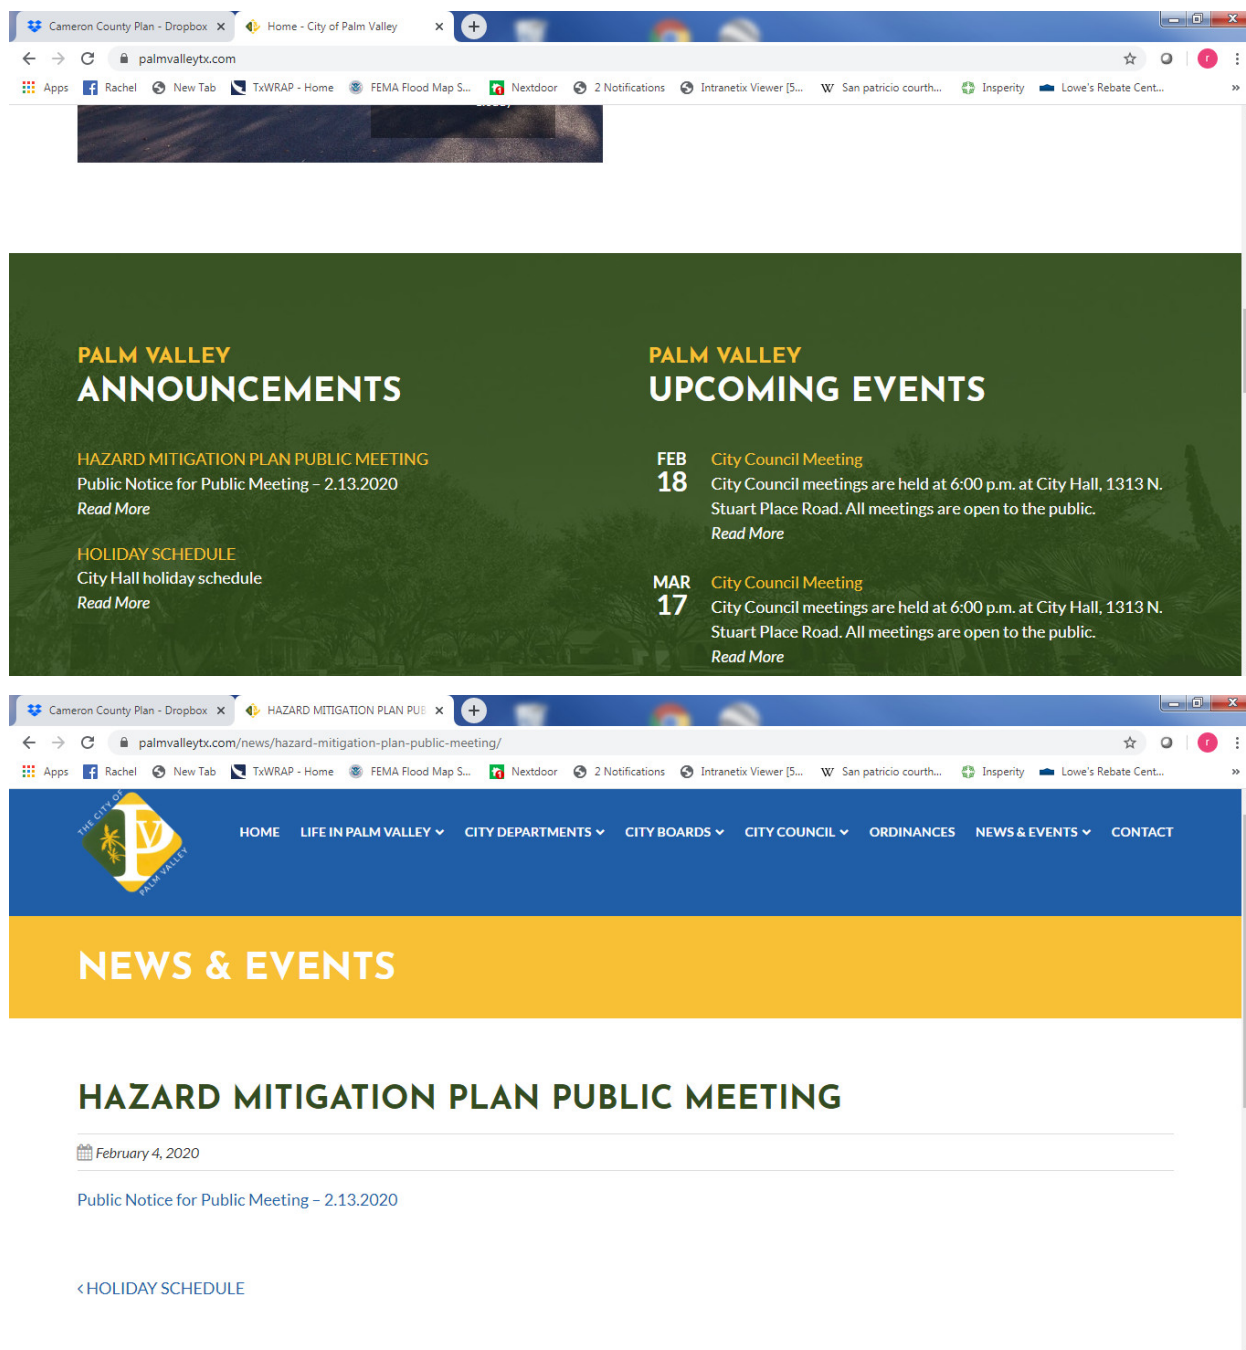 Cameron County Plan - Dropbox
Home - City of Palm Valley
palmvalleytx.com
Apps Rachel New Tab TxWRAP - Home FEMA Flood Map S... Nextdoor 2 Notifications Intranetix Viewer [5... San patricio courth... Insperity Lowe's Rebate Cent... »
PALM VALLEY
ANNOUNCEMENTS
HAZARD MITIGATION PLAN PUBLIC MEETING
Public Notice for Public Meeting – 2.13.2020
Read More
HOLIDAY SCHEDULE
City Hall holiday schedule
Read More
PALM VALLEY
UPCOMING EVENTS
FEB
18
City Council Meeting
City Council meetings are held at 6:00 p.m. at City Hall, 1313 N.
Stuart Place Road. All meetings are open to the public.
Read More
MAR
17
City Council Meeting
City Council meetings are held at 6:00 p.m. at City Hall, 1313 N.
Stuart Place Road. All meetings are open to the public.
Read More
Cameron County Plan - Dropbox
HAZARD MITIGATION PLAN PUB
palmvalleytx.com/news/hazard-mitigation-plan-public-meeting/
Apps Rachel New Tab TxWRAP - Home FEMA Flood Map S... Nextdoor 2 Notifications Intranetix Viewer [5... San patricio courth... Insperity Lowe's Rebate Cent... »
THE CITY OF
PV
PALM VALLEY
HOME LIFE IN PALM VALLEY CITY DEPARTMENTS CITY BOARDS CITY COUNCIL ORDINANCES NEWS & EVENTS CONTACT
NEWS & EVENTS
HAZARD MITIGATION PLAN PUBLIC MEETING
February 4, 2020
Public Notice for Public Meeting – 2.13.2020
‹ HOLIDAY SCHEDULE